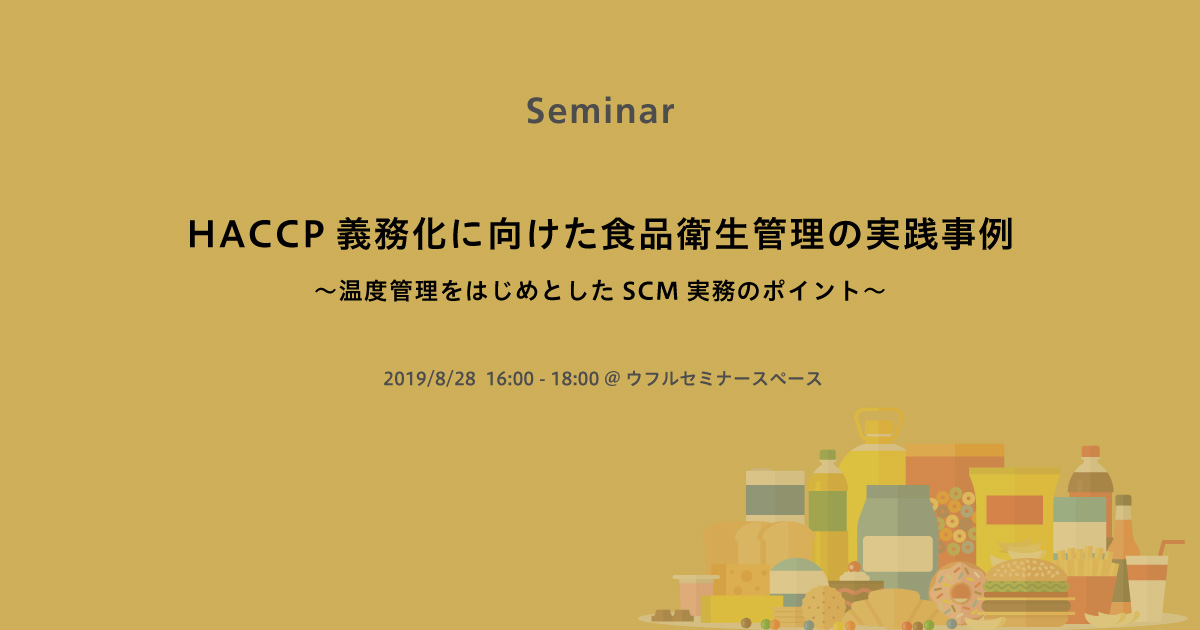 Seminar
HACCP 義務化に向けた食品衛生管理の実践事例
～温度管理をはじめとした SCM 実務のポイント～
2019/8/28 16:00 - 18:00 @ ウフルセミナースペース